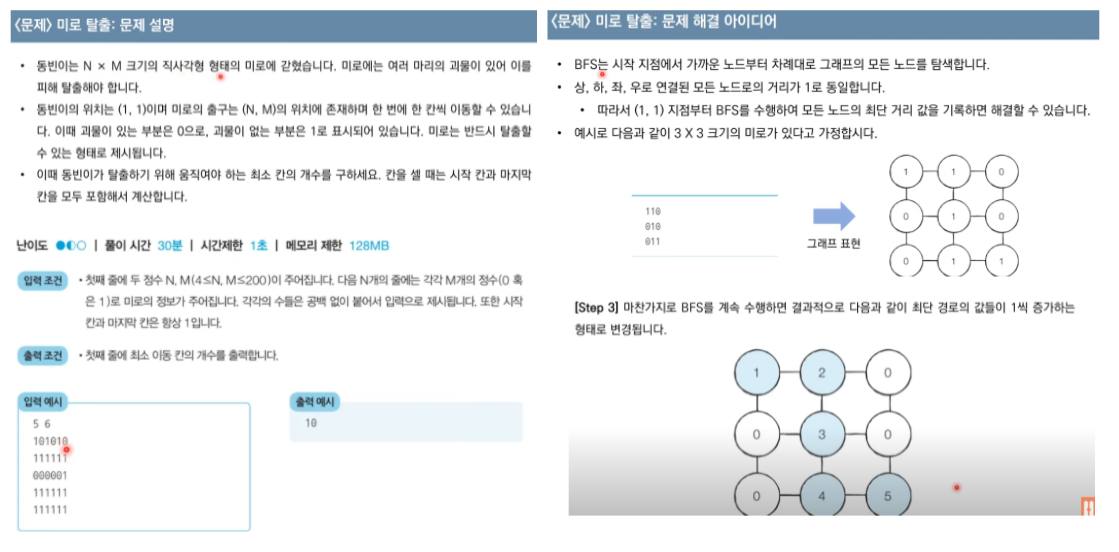 <문제> 미로 탈출: 문제 설명
• 동빈이는 N × M 크기의 직사각형 형태의 미로에 갇혔습니다. 미로에는 여러 마리의 괴물이 있어 이를
피해 탈출해야 합니다.
• 동빈이의 위치는 (1, 1)이며 미로의 출구는 (N, M)의 위치에 존재하며 한 번에 한 칸씩 이동할 수 있습니
다. 이때 괴물이 있는 부분은 0으로, 괴물이 없는 부분은 1로 표시되어 있습니다. 미로는 반드시 탈출할
수 있는 형태로 제시됩니다.
• 이때 동빈이가 탈출하기 위해 움직여야 하는 최소 칸의 개수를 구하세요. 칸을 셀 때는 시작 칸과 마지막
칸을 모두 포함해서 계산합니다.
난이도 ●◐○ | 풀이 시간 30분 | 시간제한 1초 | 메모리 제한 128MB
입력 조건 • 첫째 줄에 두 정수 N, M(4≤N, M≤200)이 주어집니다. 다음 N개의 줄에는 각각 M개의 정수(0 혹
은 1)로 미로의 정보가 주어집니다. 각각의 수들은 공백 없이 붙어서 입력으로 제시됩니다. 또한 시작
칸과 마지막 칸은 항상 1입니다.
출력 조건 • 첫째 줄에 최소 이동 칸의 개수를 출력합니다.
입력 예시
5 6
101010
111111
000001
111111
111111
출력 예시
10
<문제> 미로 탈출: 문제 해결 아이디어
• BFS는 시작 지점에서 가까운 노드부터 차례대로 그래프의 모든 노드를 탐색합니다.
• 상, 하, 좌, 우로 연결된 모든 노드로의 거리가 1로 동일합니다.
• 따라서 (1, 1) 지점부터 BFS를 수행하여 모든 노드의 최단 거리 값을 기록하면 해결할 수 있습니다.
• 예시로 다음과 같이 3 X 3 크기의 미로가 있다고 가정합시다.
110
010
011
그래프 표현
1 1 0
0 1 0
0 1 1
[Step 3] 마찬가지로 BFS를 계속 수행하면 결과적으로 다음과 같이 최단 경로의 값들이 1씩 증가하는
형태로 변경됩니다.
1 2 0
0 3 0
0 4 5